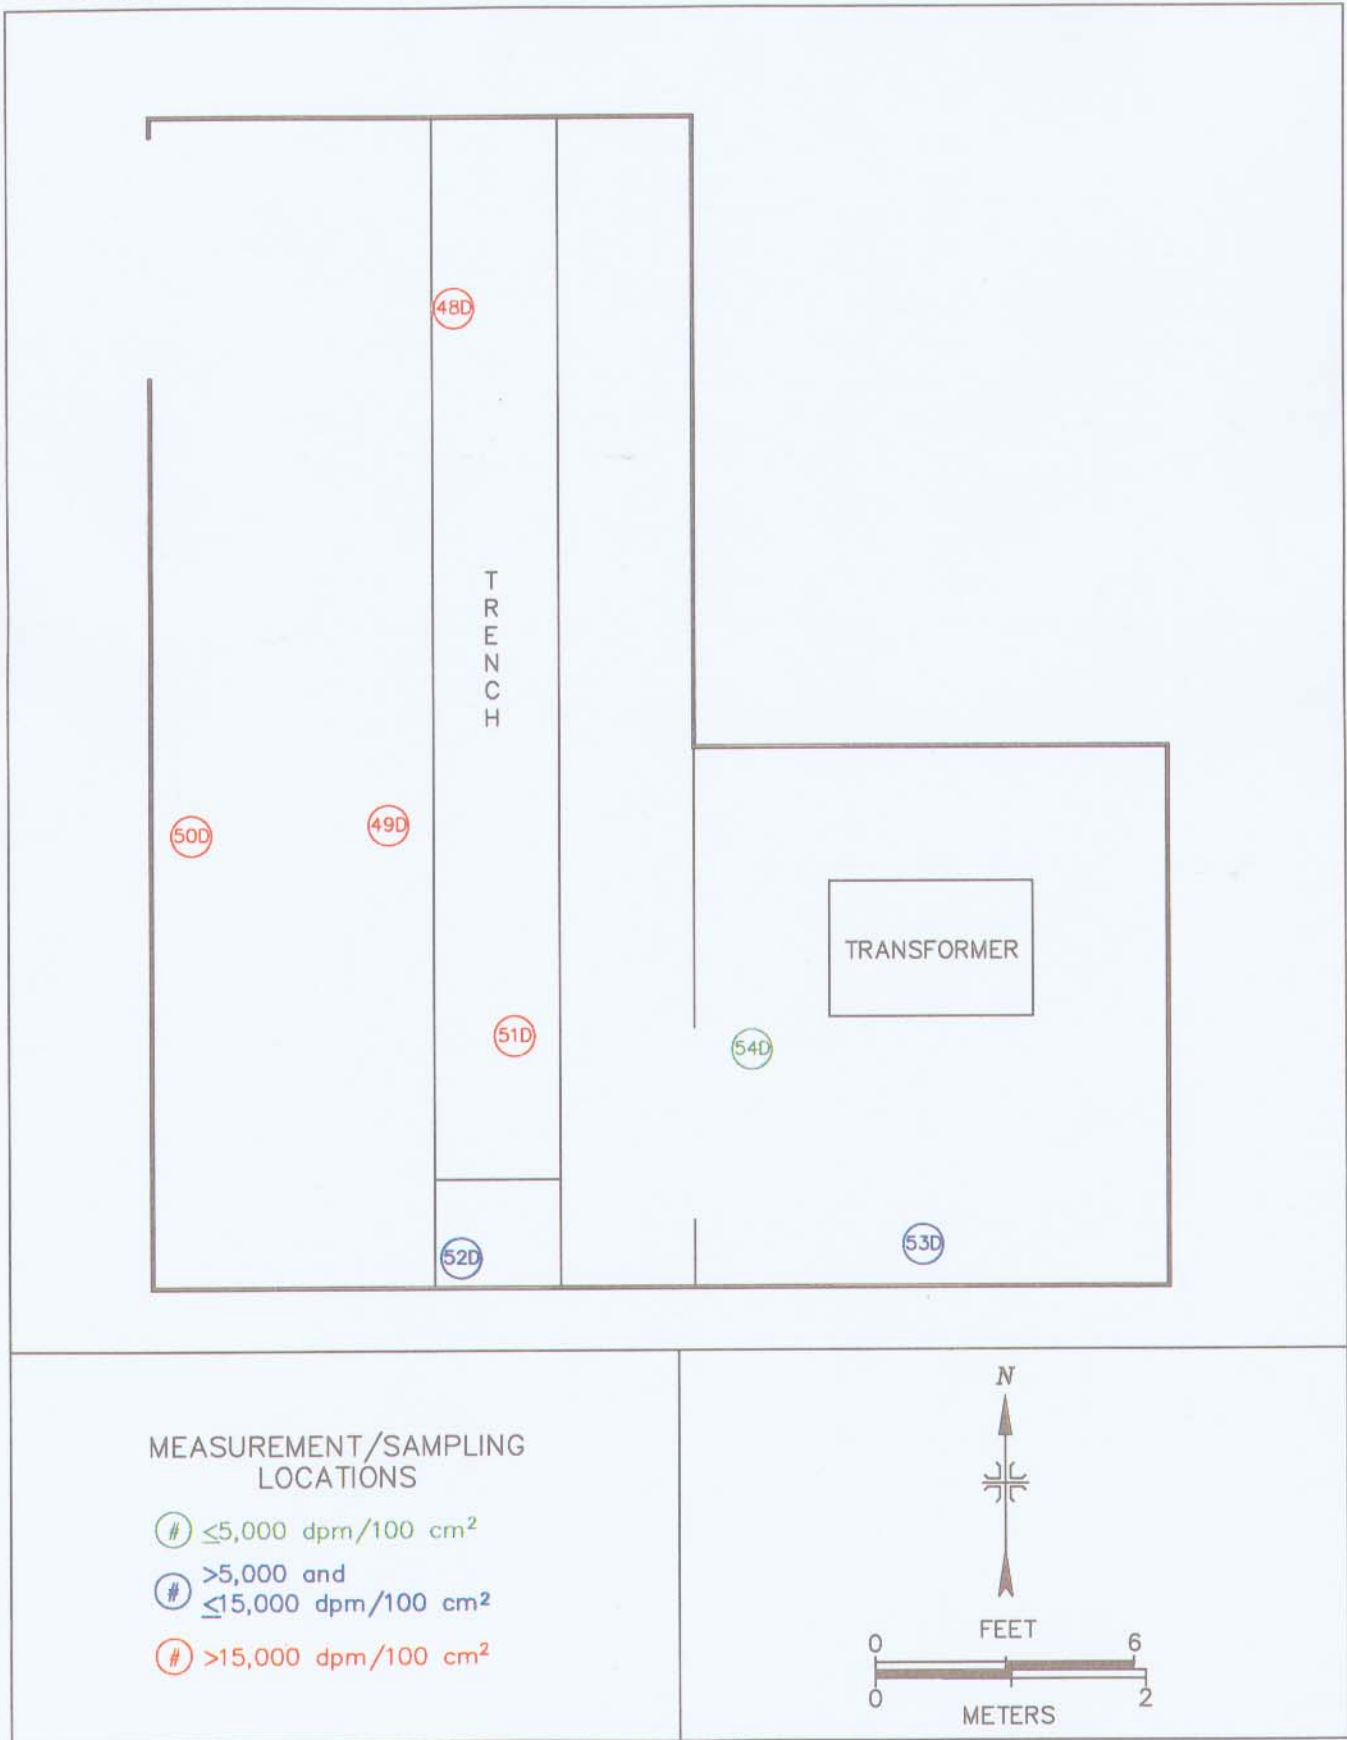 48D
T
R
E
N
C
H
50D
49D
TRANSFORMER
51D
54D
52D
53D
MEASUREMENT/SAMPLING
LOCATIONS
# ≤5,000 dpm/100 cm²
# >5,000 and
≤15,000 dpm/100 cm²
# >15,000 dpm/100 cm²
N
FEET
0 6
0 2
METERS